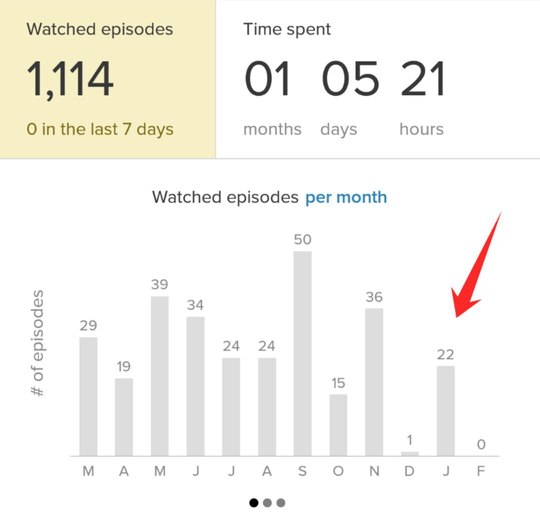 Watched episodes
1,114
0 in the last 7 days
Time spent
01 05 21
months days hours
Watched episodes per month
# of episodes
50
39
36
34
29
24 24
22
19
15
1
0
M A M J J A S O N D J F